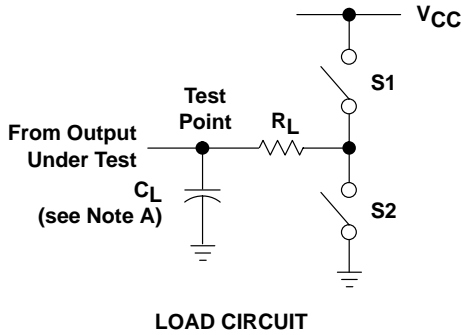 VCC
S1
Test
Point
RL
From Output
Under Test
CL
(see Note A)
S2
LOAD CIRCUIT